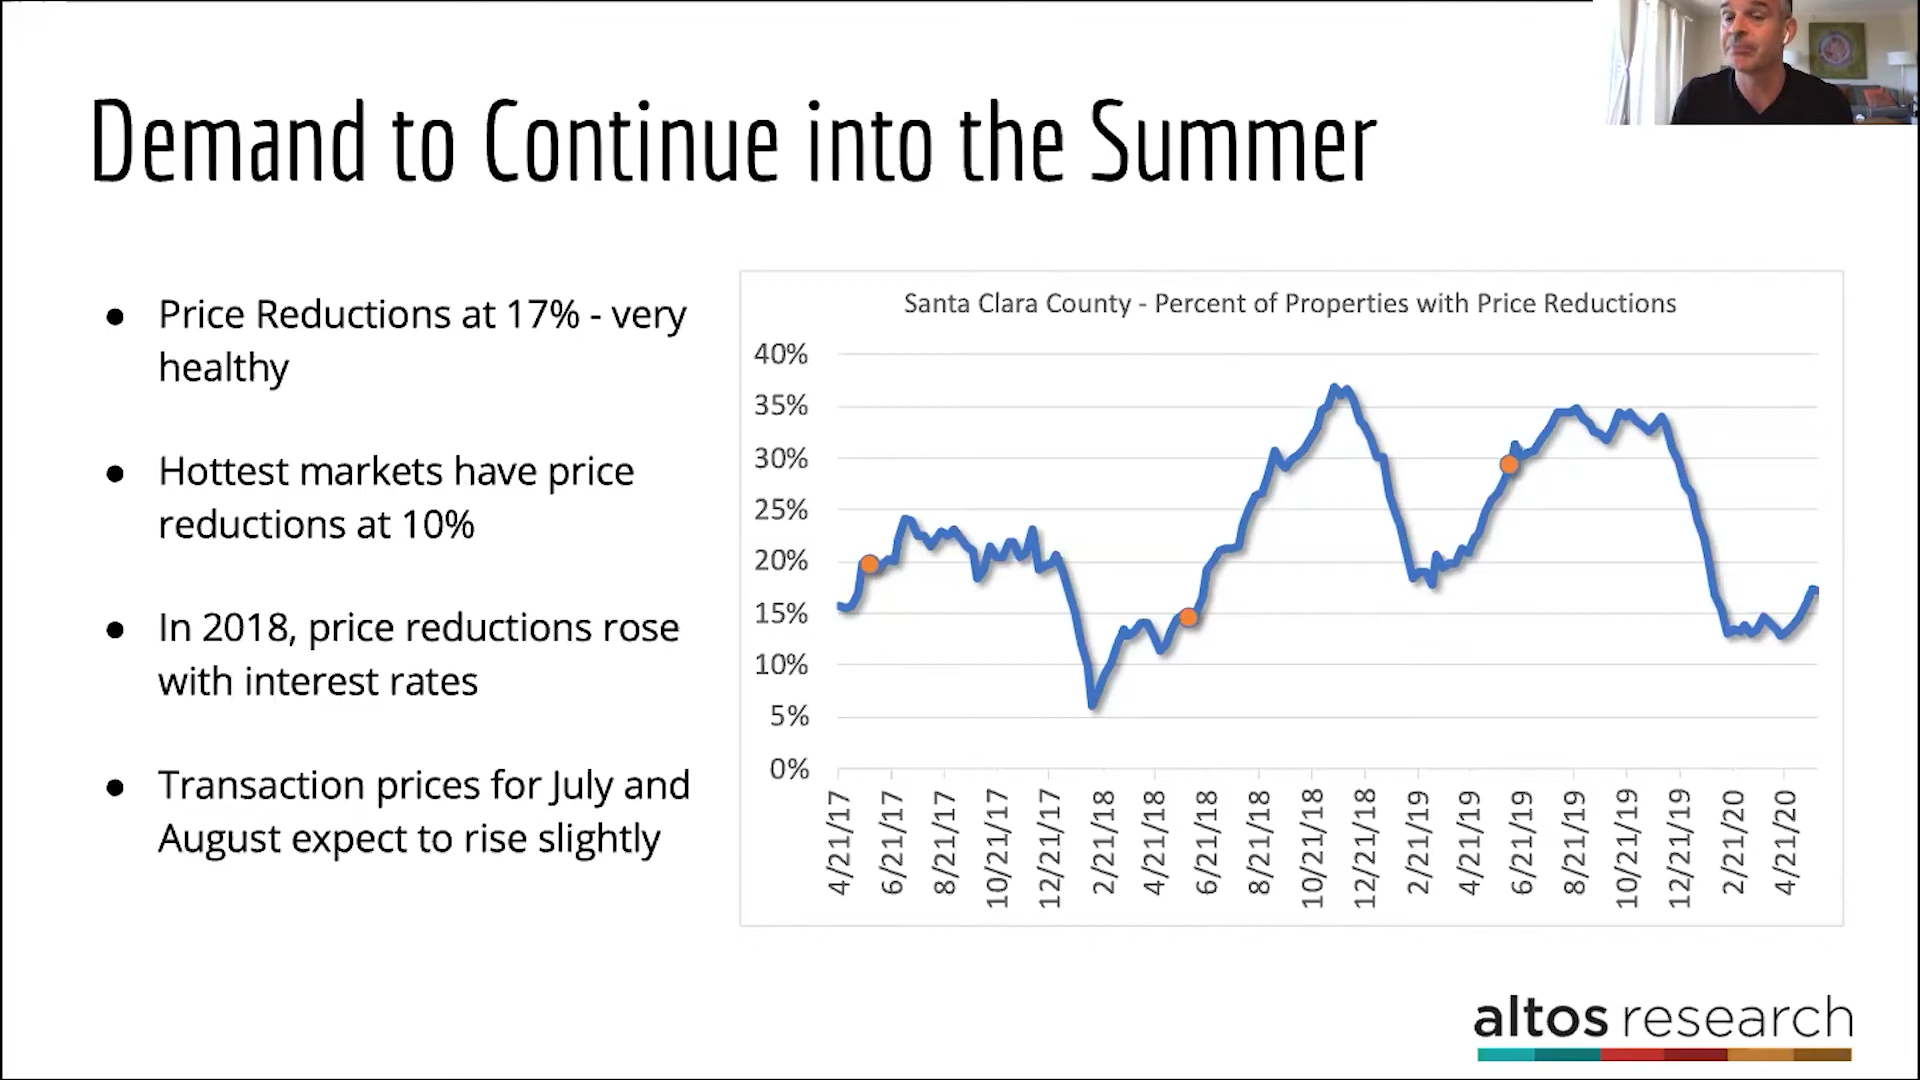 Demand to Continue into the Summer
● Price Reductions at 17% - very
healthy
● Hottest markets have price
reductions at 10%
● In 2018, price reductions rose
with interest rates
● Transaction prices for July and
August expect to rise slightly
Santa Clara County - Percent of Properties with Price Reductions
40%
35%
30%
25%
20%
15%
10%
5%
0%
4/21/17
6/21/17
8/21/17
10/21/17
12/21/17
2/21/18
4/21/18
6/21/18
8/21/18
10/21/18
12/21/18
2/21/19
4/21/19
6/21/19
8/21/19
10/21/19
12/21/19
2/21/20
4/21/20
altos research